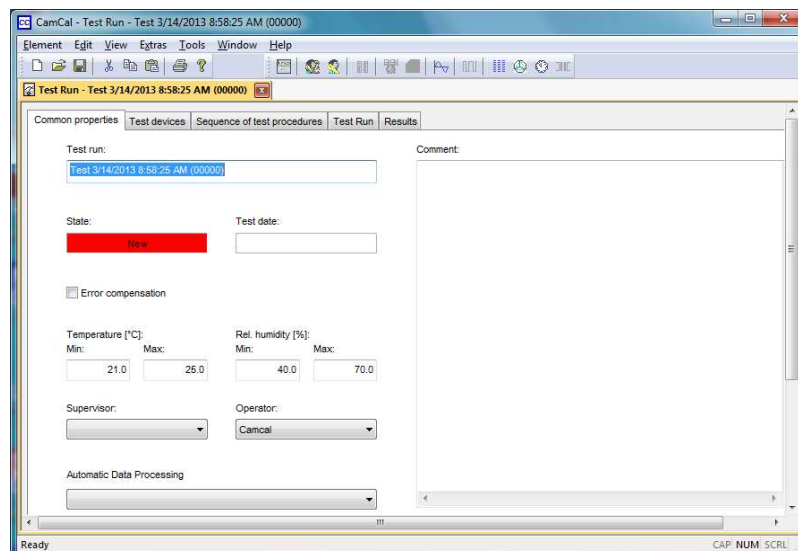 CC CamCal - Test Run - Test 3/14/2013 8:58:25 AM (00000)
Element Edit View Extras Tools Window Help
Test Run - Test 3/14/2013 8:58:25 AM (00000)
Common properties Test devices Sequence of test procedures Test Run Results
Test run: Comment:
Test 3/14/2013 8:58:25 AM (00000)
State: Test date:
New
Error compensation
Temperature [°C]: Rel. humidity [%]:
Min: Max: Min: Max:
21.0 25.0 40.0 70.0
Supervisor: Operator:
Camcal
Automatic Data Processing
Ready CAP NUM SCRL